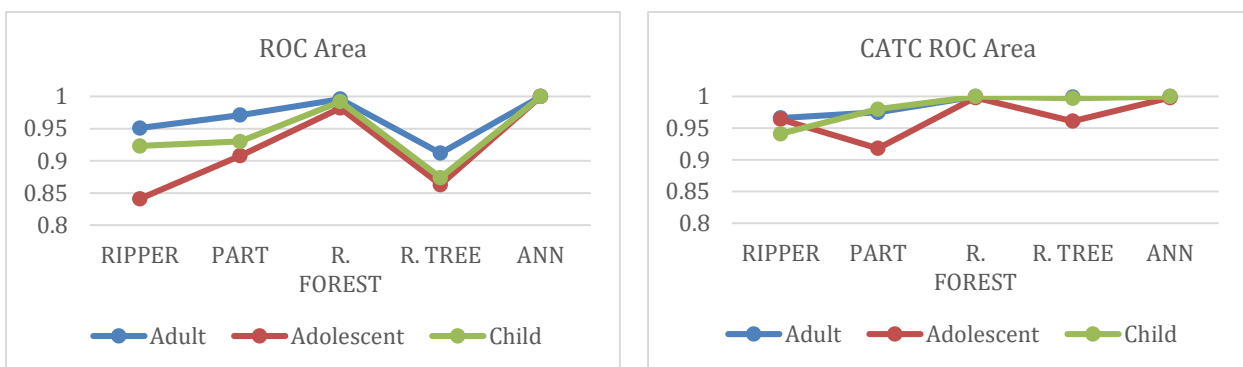 ROC Area
1
0.95
0.9
0.85
0.8
RIPPER PART R. FOREST R. TREE ANN
Adult Adolescent Child
CATC ROC Area
1
0.95
0.9
0.85
0.8
RIPPER PART R. FOREST R. TREE ANN
Adult Adolescent Child